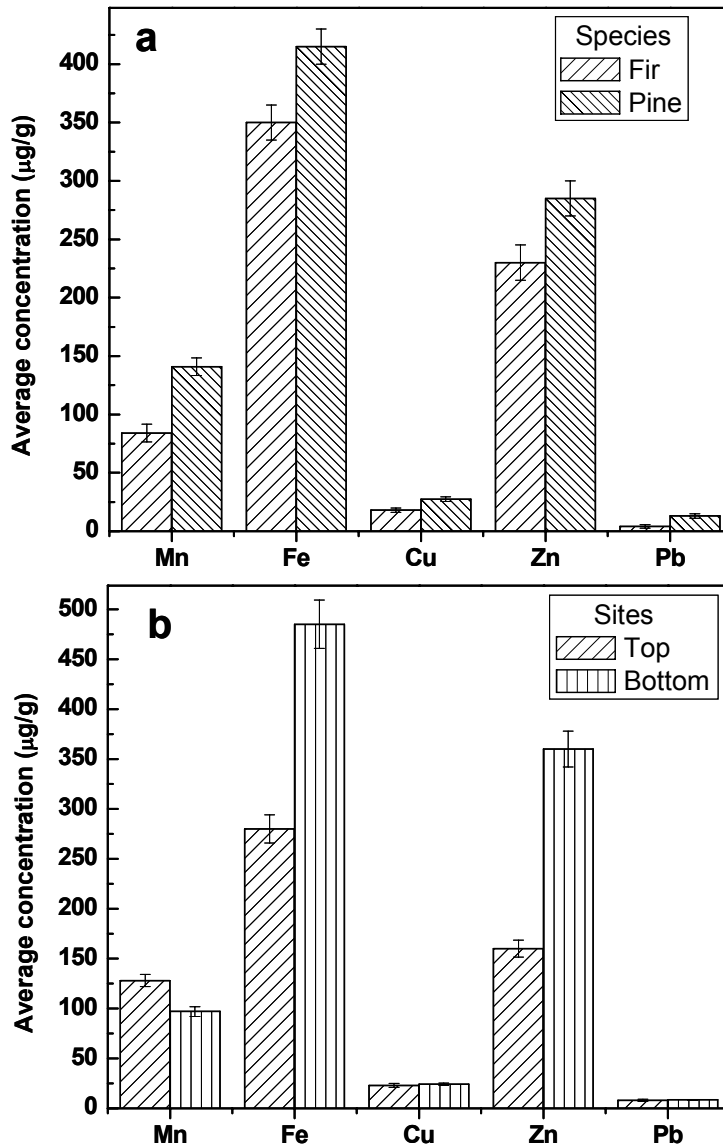 a
Species
Fir
Pine
Average concentration (µg/g)
400
350
300
250
200
150
100
50
0
Mn Fe Cu Zn Pb
b
Sites
Top
Bottom
Average concentration (µg/g)
500
450
400
350
300
250
200
150
100
50
0
Mn Fe Cu Zn Pb